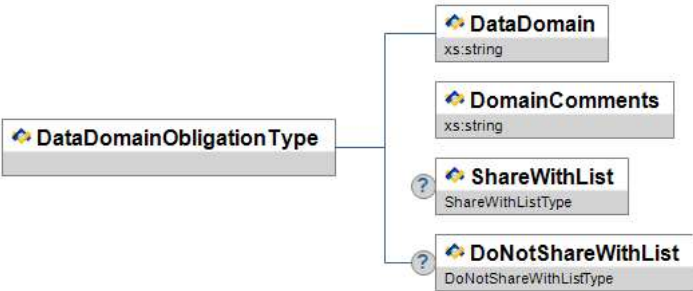 DataDomain
xs:string
DomainComments
xs:string
DataDomainObligationType
?
ShareWithList
ShareWithListType
?
DoNotShareWithList
DoNotShareWithListType